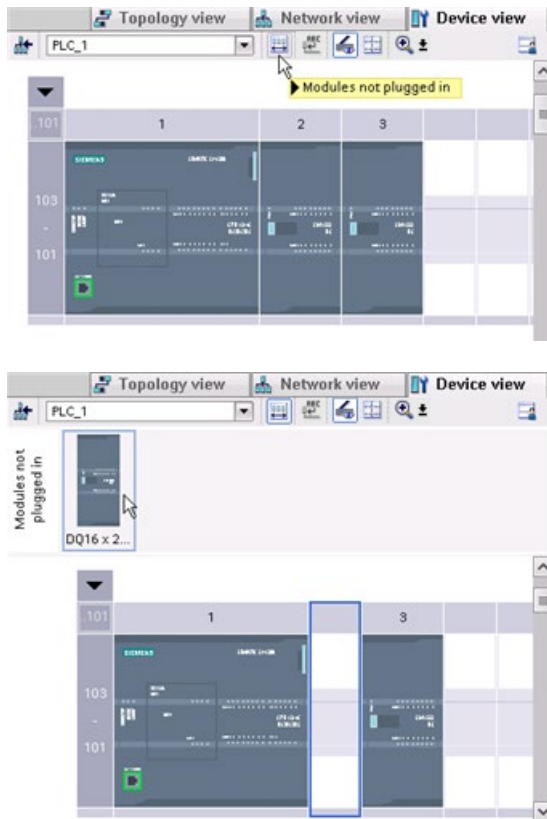 Topology view Network view Device view
PLC_1
Modules not plugged in
101 1 2 3
SIEMENS
103
-
101
Topology view Network view Device view
PLC_1
Modules not
plugged in
DQ16 x 2...
101 1 3
SIEMENS
103
-
101